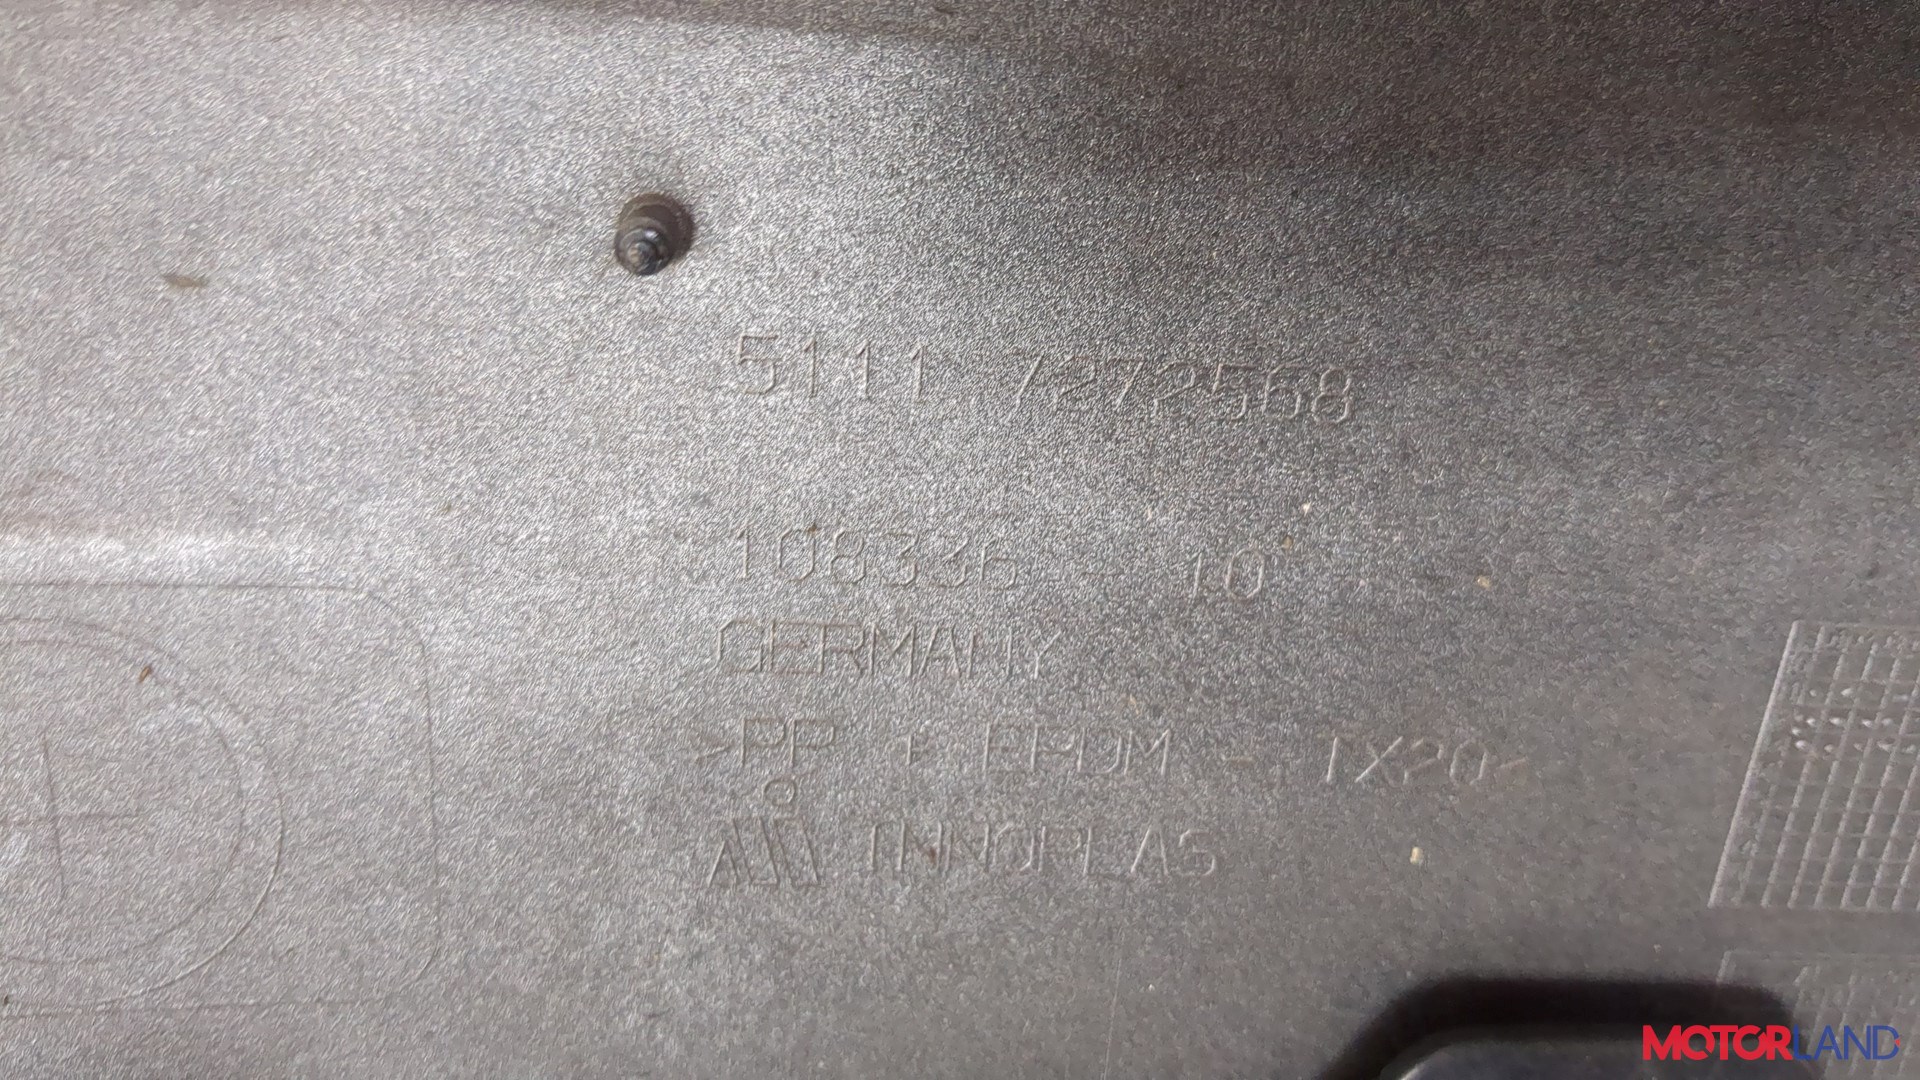 5111 7272568
108336 10
GERMANY
>PP + EPDM - TX20<
INNOPLAS
MOTORLAND